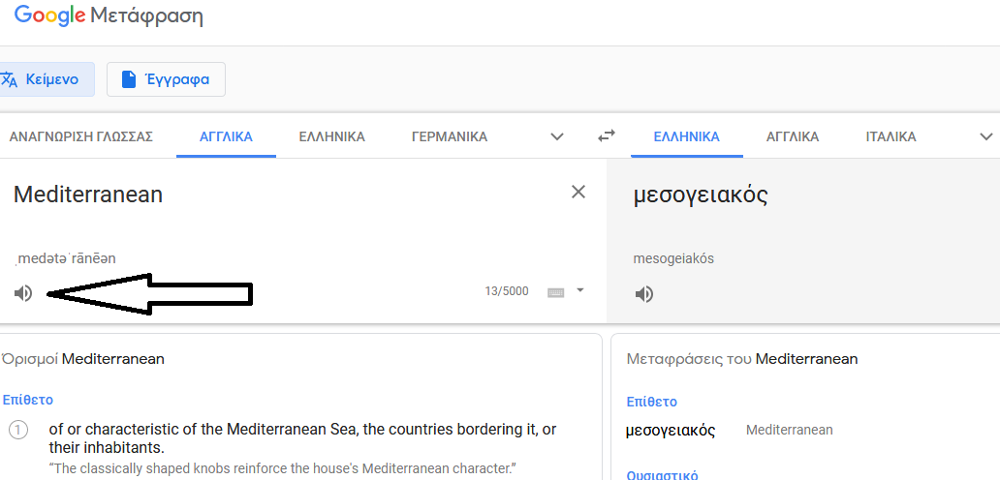 Google Μετάφραση
Κείμενο
Έγγραφα
ΑΝΑΓΝΩΡΙΣΗ ΓΛΩΣΣΑΣ ΑΓΓΛΙΚΑ ΕΛΛΗΝΙΚΑ ΓΕΡΜΑΝΙΚΑ
ΕΛΛΗΝΙΚΑ ΑΓΓΛΙΚΑ ΙΤΑΛΙΚΑ
Mediterranean
ˌmedətəˈrānēən
13/5000
μεσογειακός
mesogeiakós
Ορισμοί Mediterranean
Επίθετο
1
of or characteristic of the Mediterranean Sea, the countries bordering it, or
their inhabitants.
“The classically shaped knobs reinforce the house's Mediterranean character.”
Μεταφράσεις του Mediterranean
Επίθετο
μεσογειακός Mediterranean
Ουσιαστικό